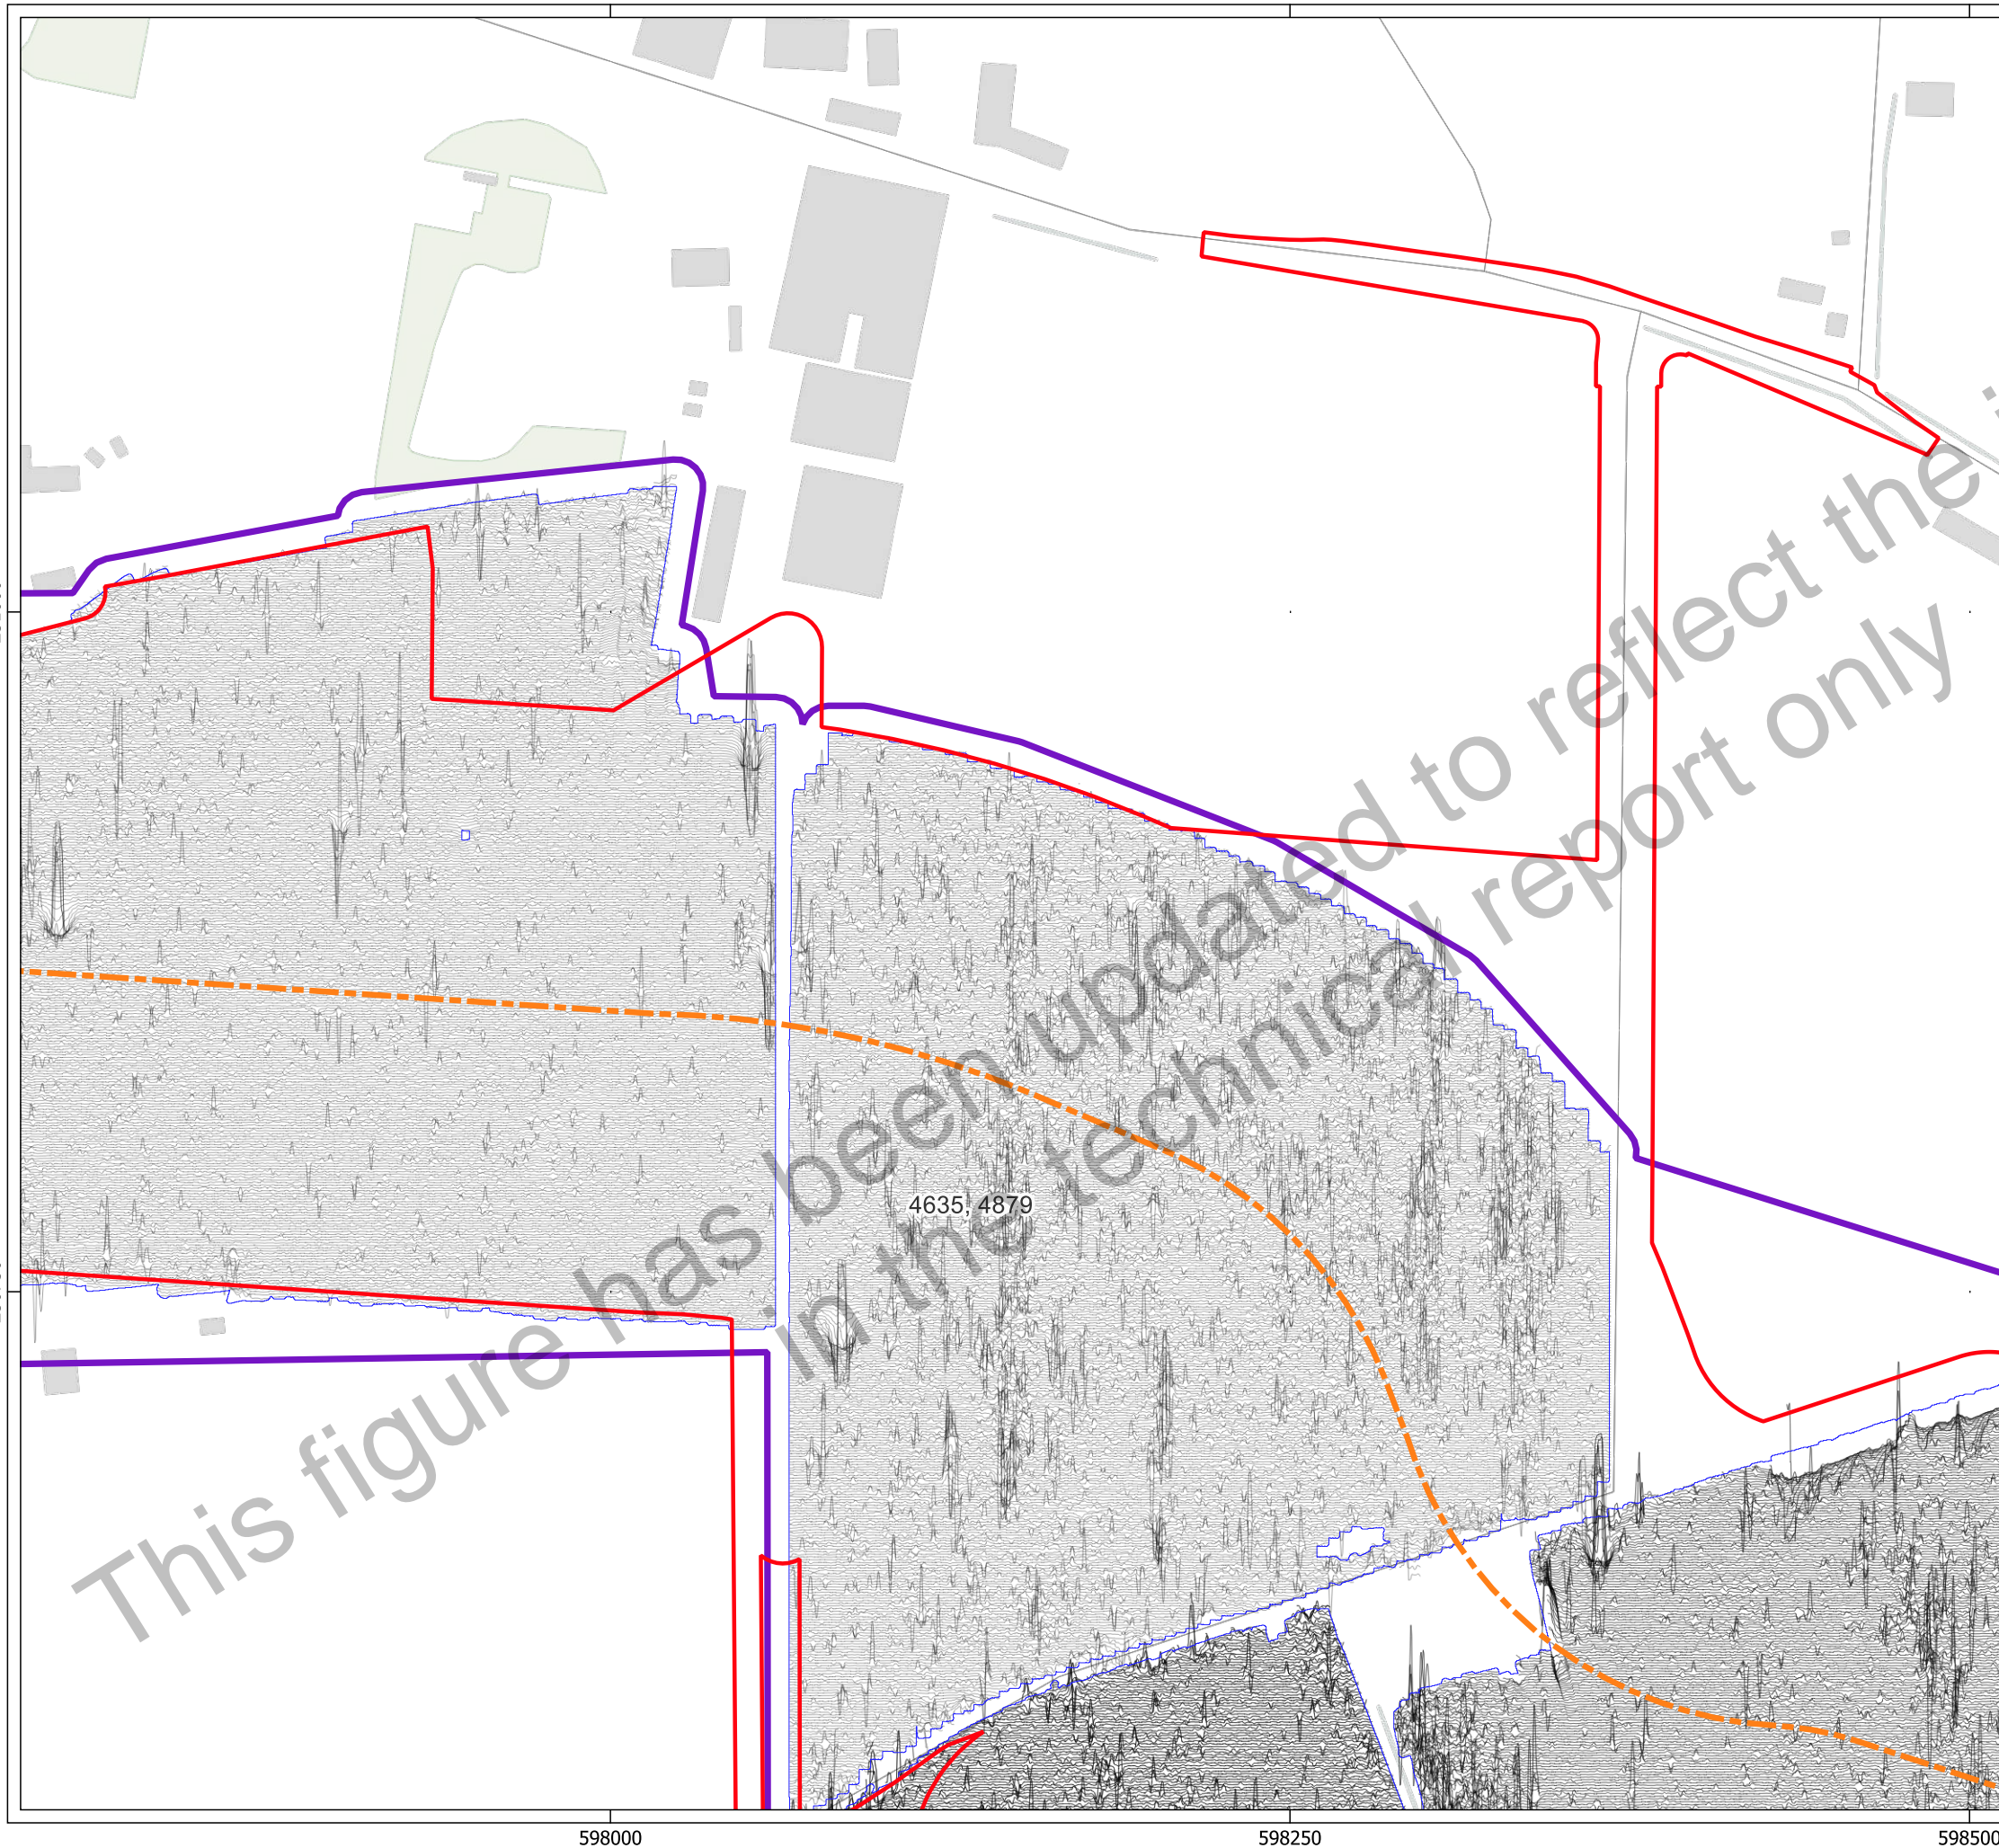 This figure has been updated to reflect the
in the technical report only
4635, 4879
598000
598250
598500